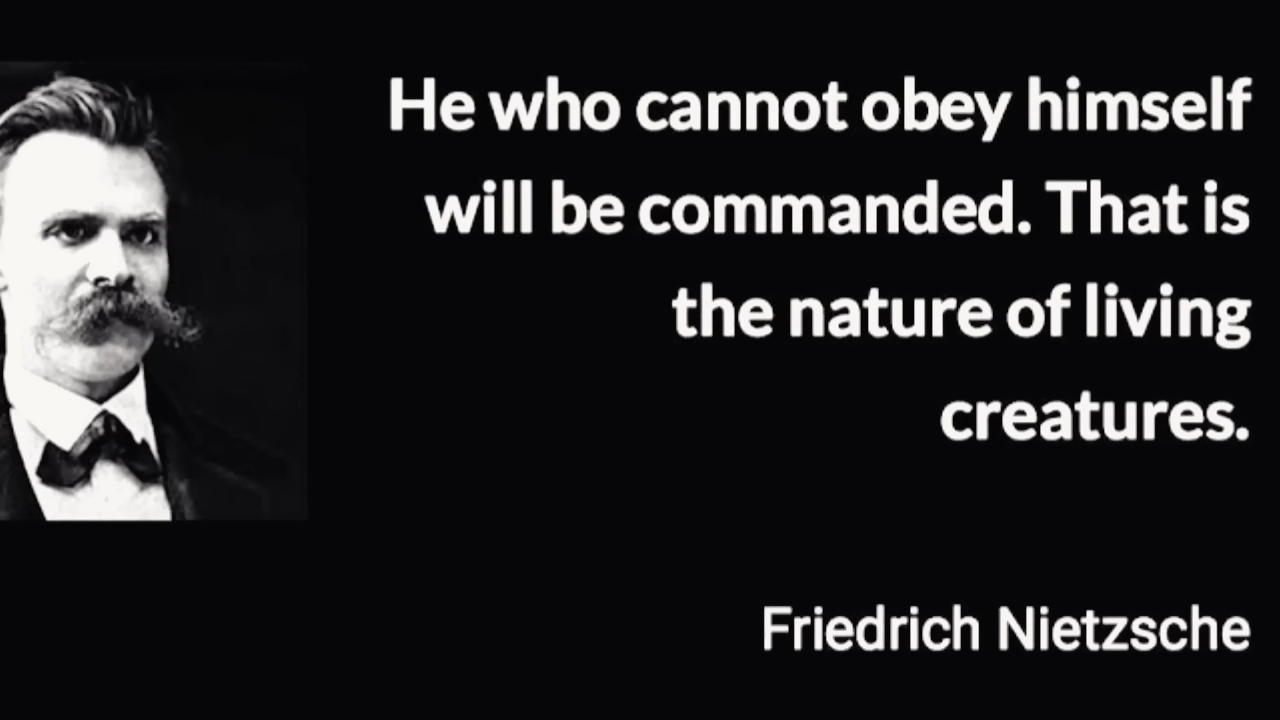 He who cannot obey himself
will be commanded. That is
the nature of living
creatures.
Friedrich Nietzsche